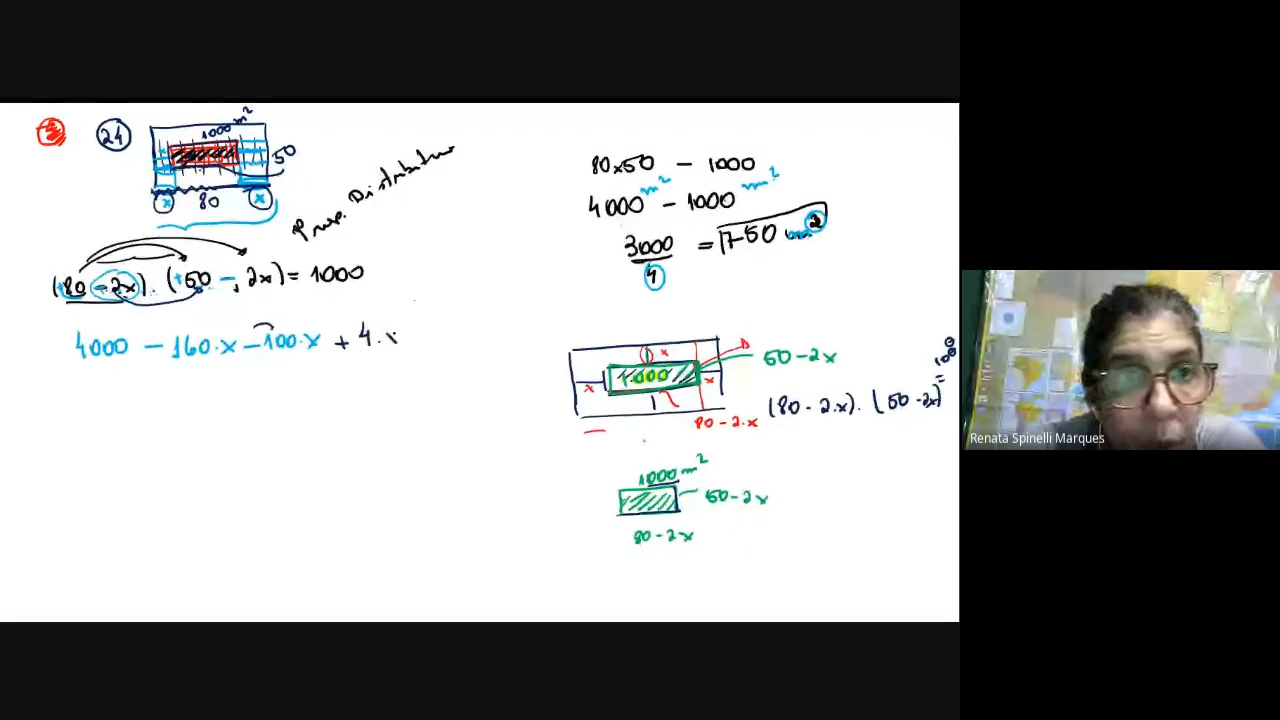 24
1000 m²
50
x 80 x
Prop. Distributiva
(+80 - 2x) . (+50 - 2x) = 1000
4000 - 160.x - 100.x + 4.x
80x50 - 1000
4000 m² - 1000 m²
3000
4
= 750 m²
x
1.000
x
x
50 - 2x
80 - 2.x
(80 - 2.x) . (50 - 2x) = 1000
1000 m²
50 - 2x
80 - 2x
Renata Spinelli Marques